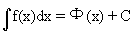 ∫f(x)dx = Φ (x) + C